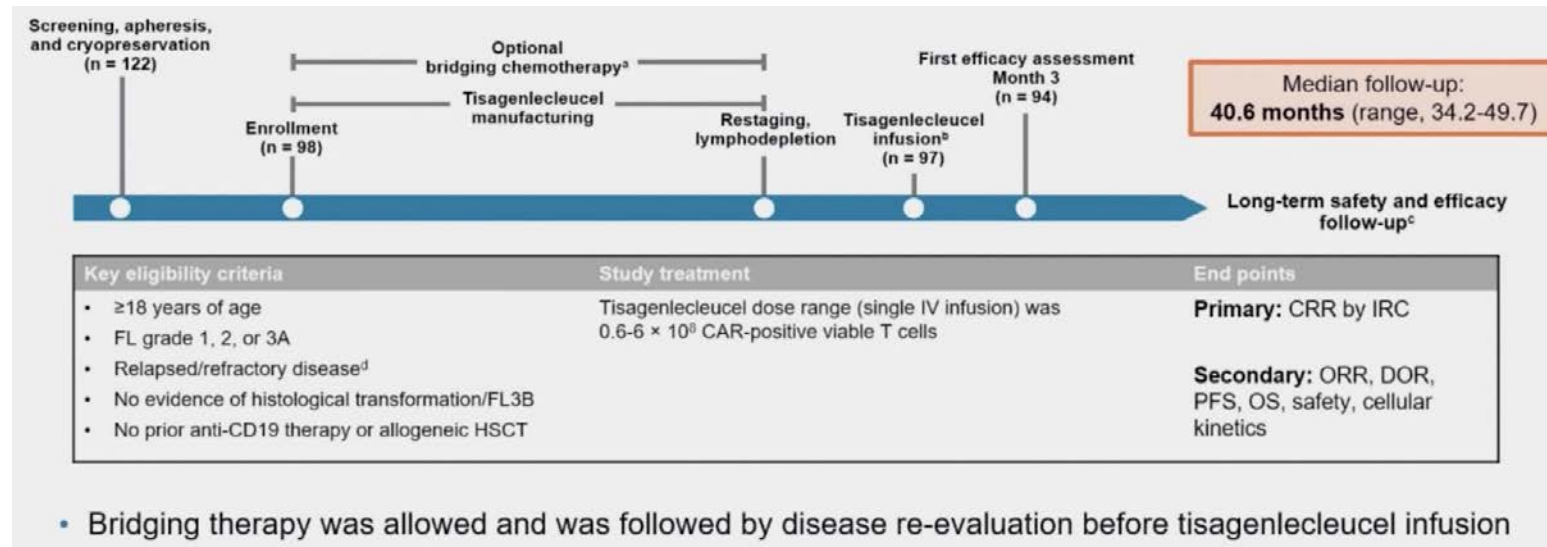 Screening, apheresis,
and cryopreservation
(n = 122)
Optional
bridging chemotherapyᵃ
Tisagenlecleucel
manufacturing
Enrollment
(n = 98)
Restaging,
lymphodepletion
Tisagenlecleucel
infusionᵇ
(n = 97)
First efficacy assessment
Month 3
(n = 94)
Median follow-up:
40.6 months (range, 34.2-49.7)
Long-term safety and efficacy
follow-upᶜ
Key eligibility criteria
• ≥18 years of age
• FL grade 1, 2, or 3A
• Relapsed/refractory diseaseᵈ
• No evidence of histological transformation/FL3B
• No prior anti-CD19 therapy or allogeneic HSCT
Study treatment
Tisagenlecleucel dose range (single IV infusion) was
0.6-6 × 10⁸ CAR-positive viable T cells
End points
Primary: CRR by IRC
Secondary: ORR, DOR,
PFS, OS, safety, cellular
kinetics
• Bridging therapy was allowed and was followed by disease re-evaluation before tisagenlecleucel infusion